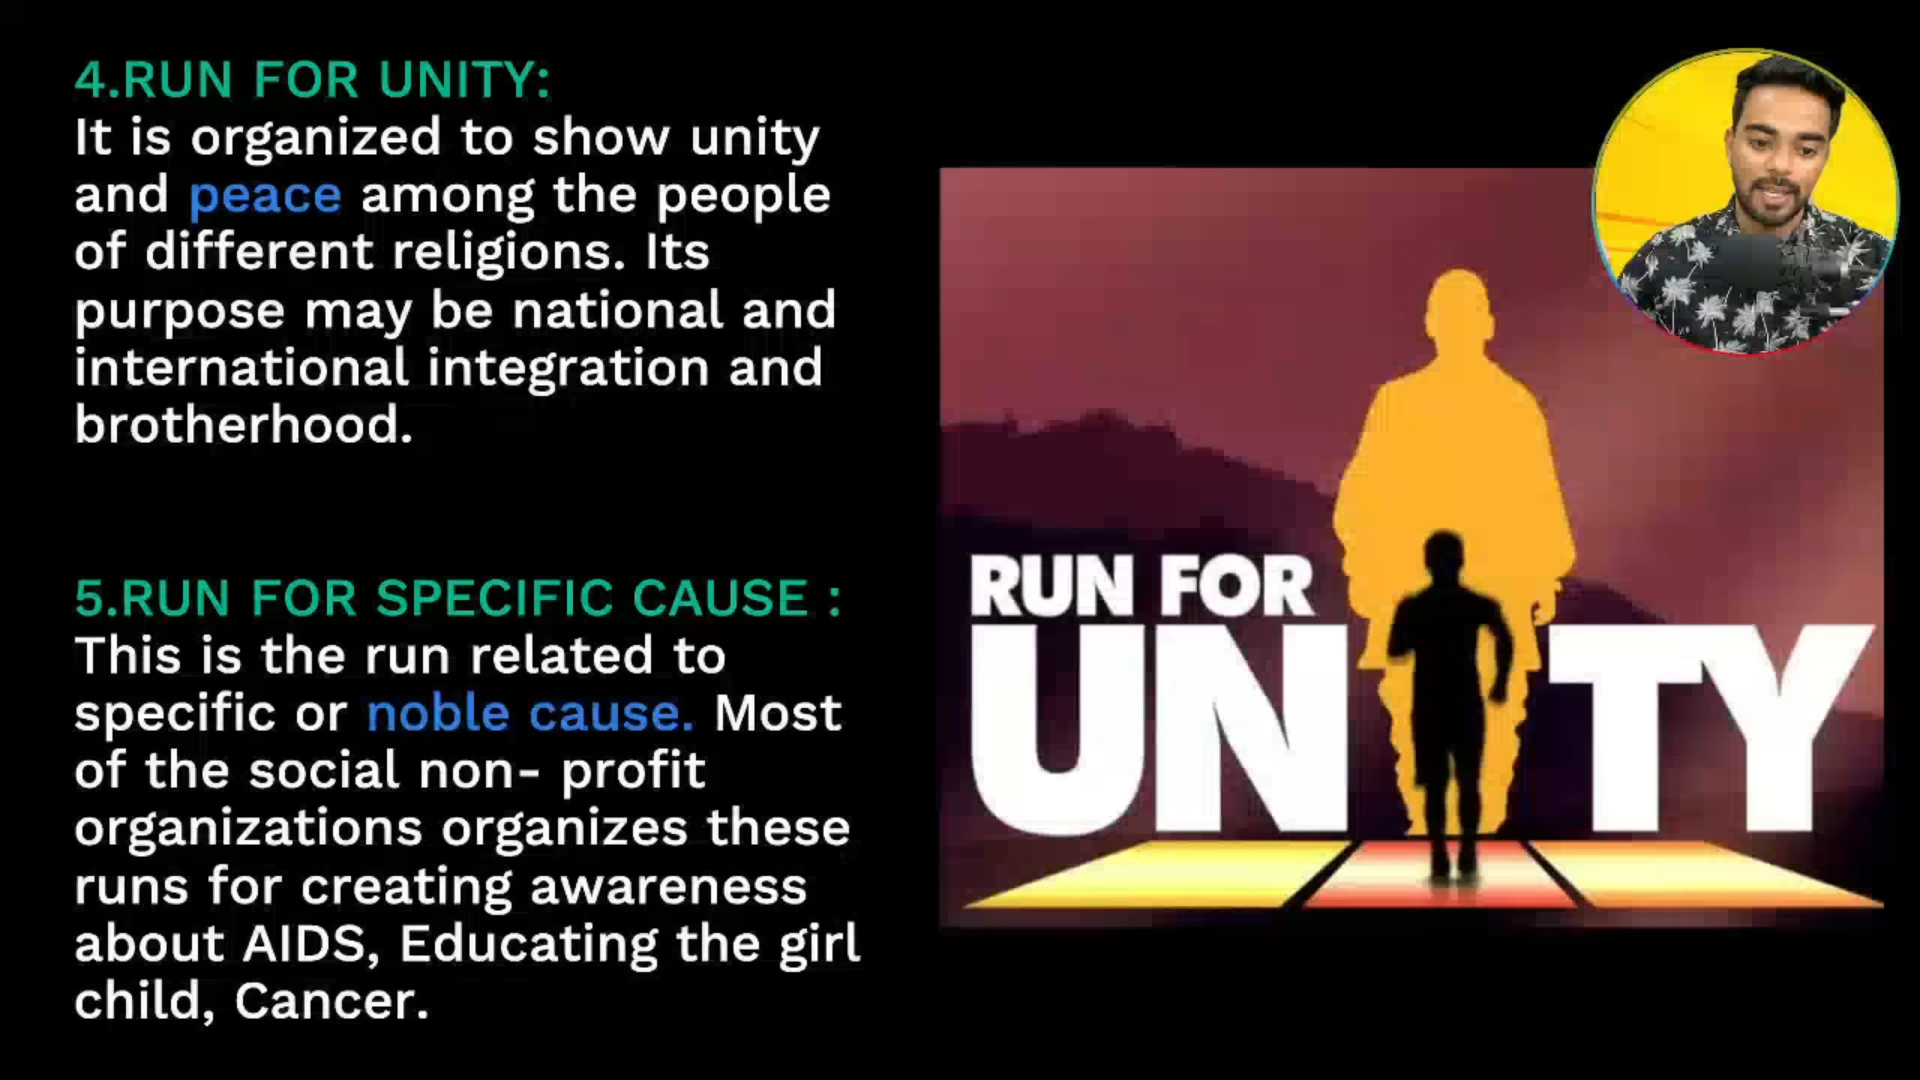 4.RUN FOR UNITY:
It is organized to show unity
and peace among the people
of different religions. Its
purpose may be national and
international integration and
brotherhood.
5.RUN FOR SPECIFIC CAUSE :
This is the run related to
specific or noble cause. Most
of the social non- profit
organizations organizes these
runs for creating awareness
about AIDS, Educating the girl
child, Cancer.
RUN FOR
UN TY